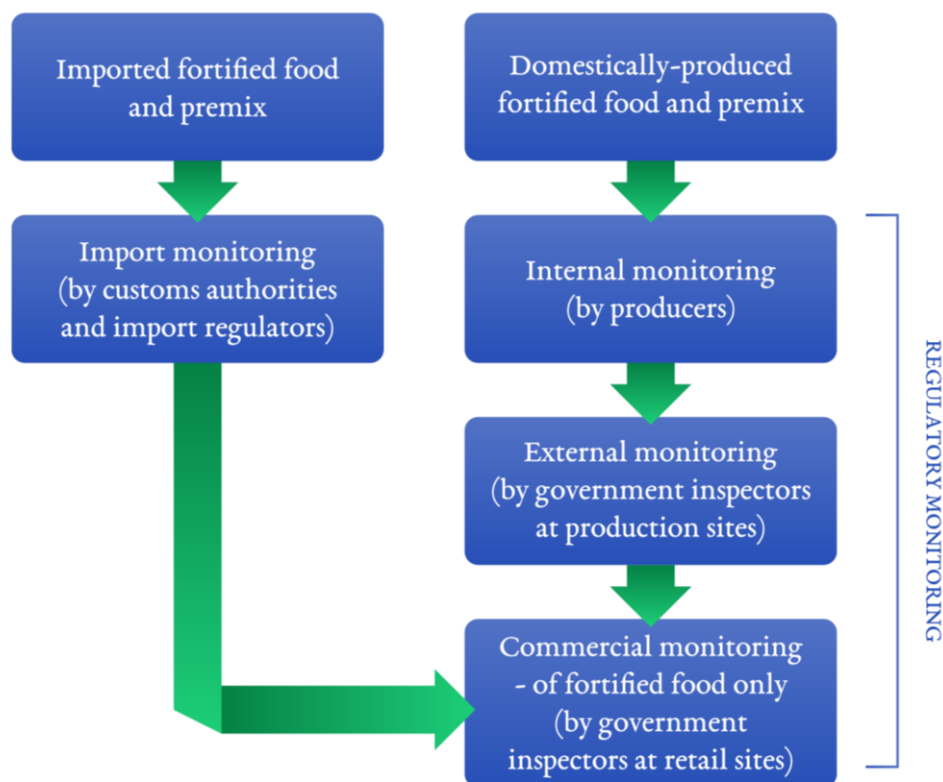 Imported fortified food
and premix
Domestically-produced
fortified food and premix
Import monitoring
(by customs authorities
and import regulators)
Internal monitoring
(by producers)
External monitoring
(by government inspectors
at production sites)
Commercial monitoring
- of fortified food only
(by government
inspectors at retail sites)
REGULATORY MONITORING